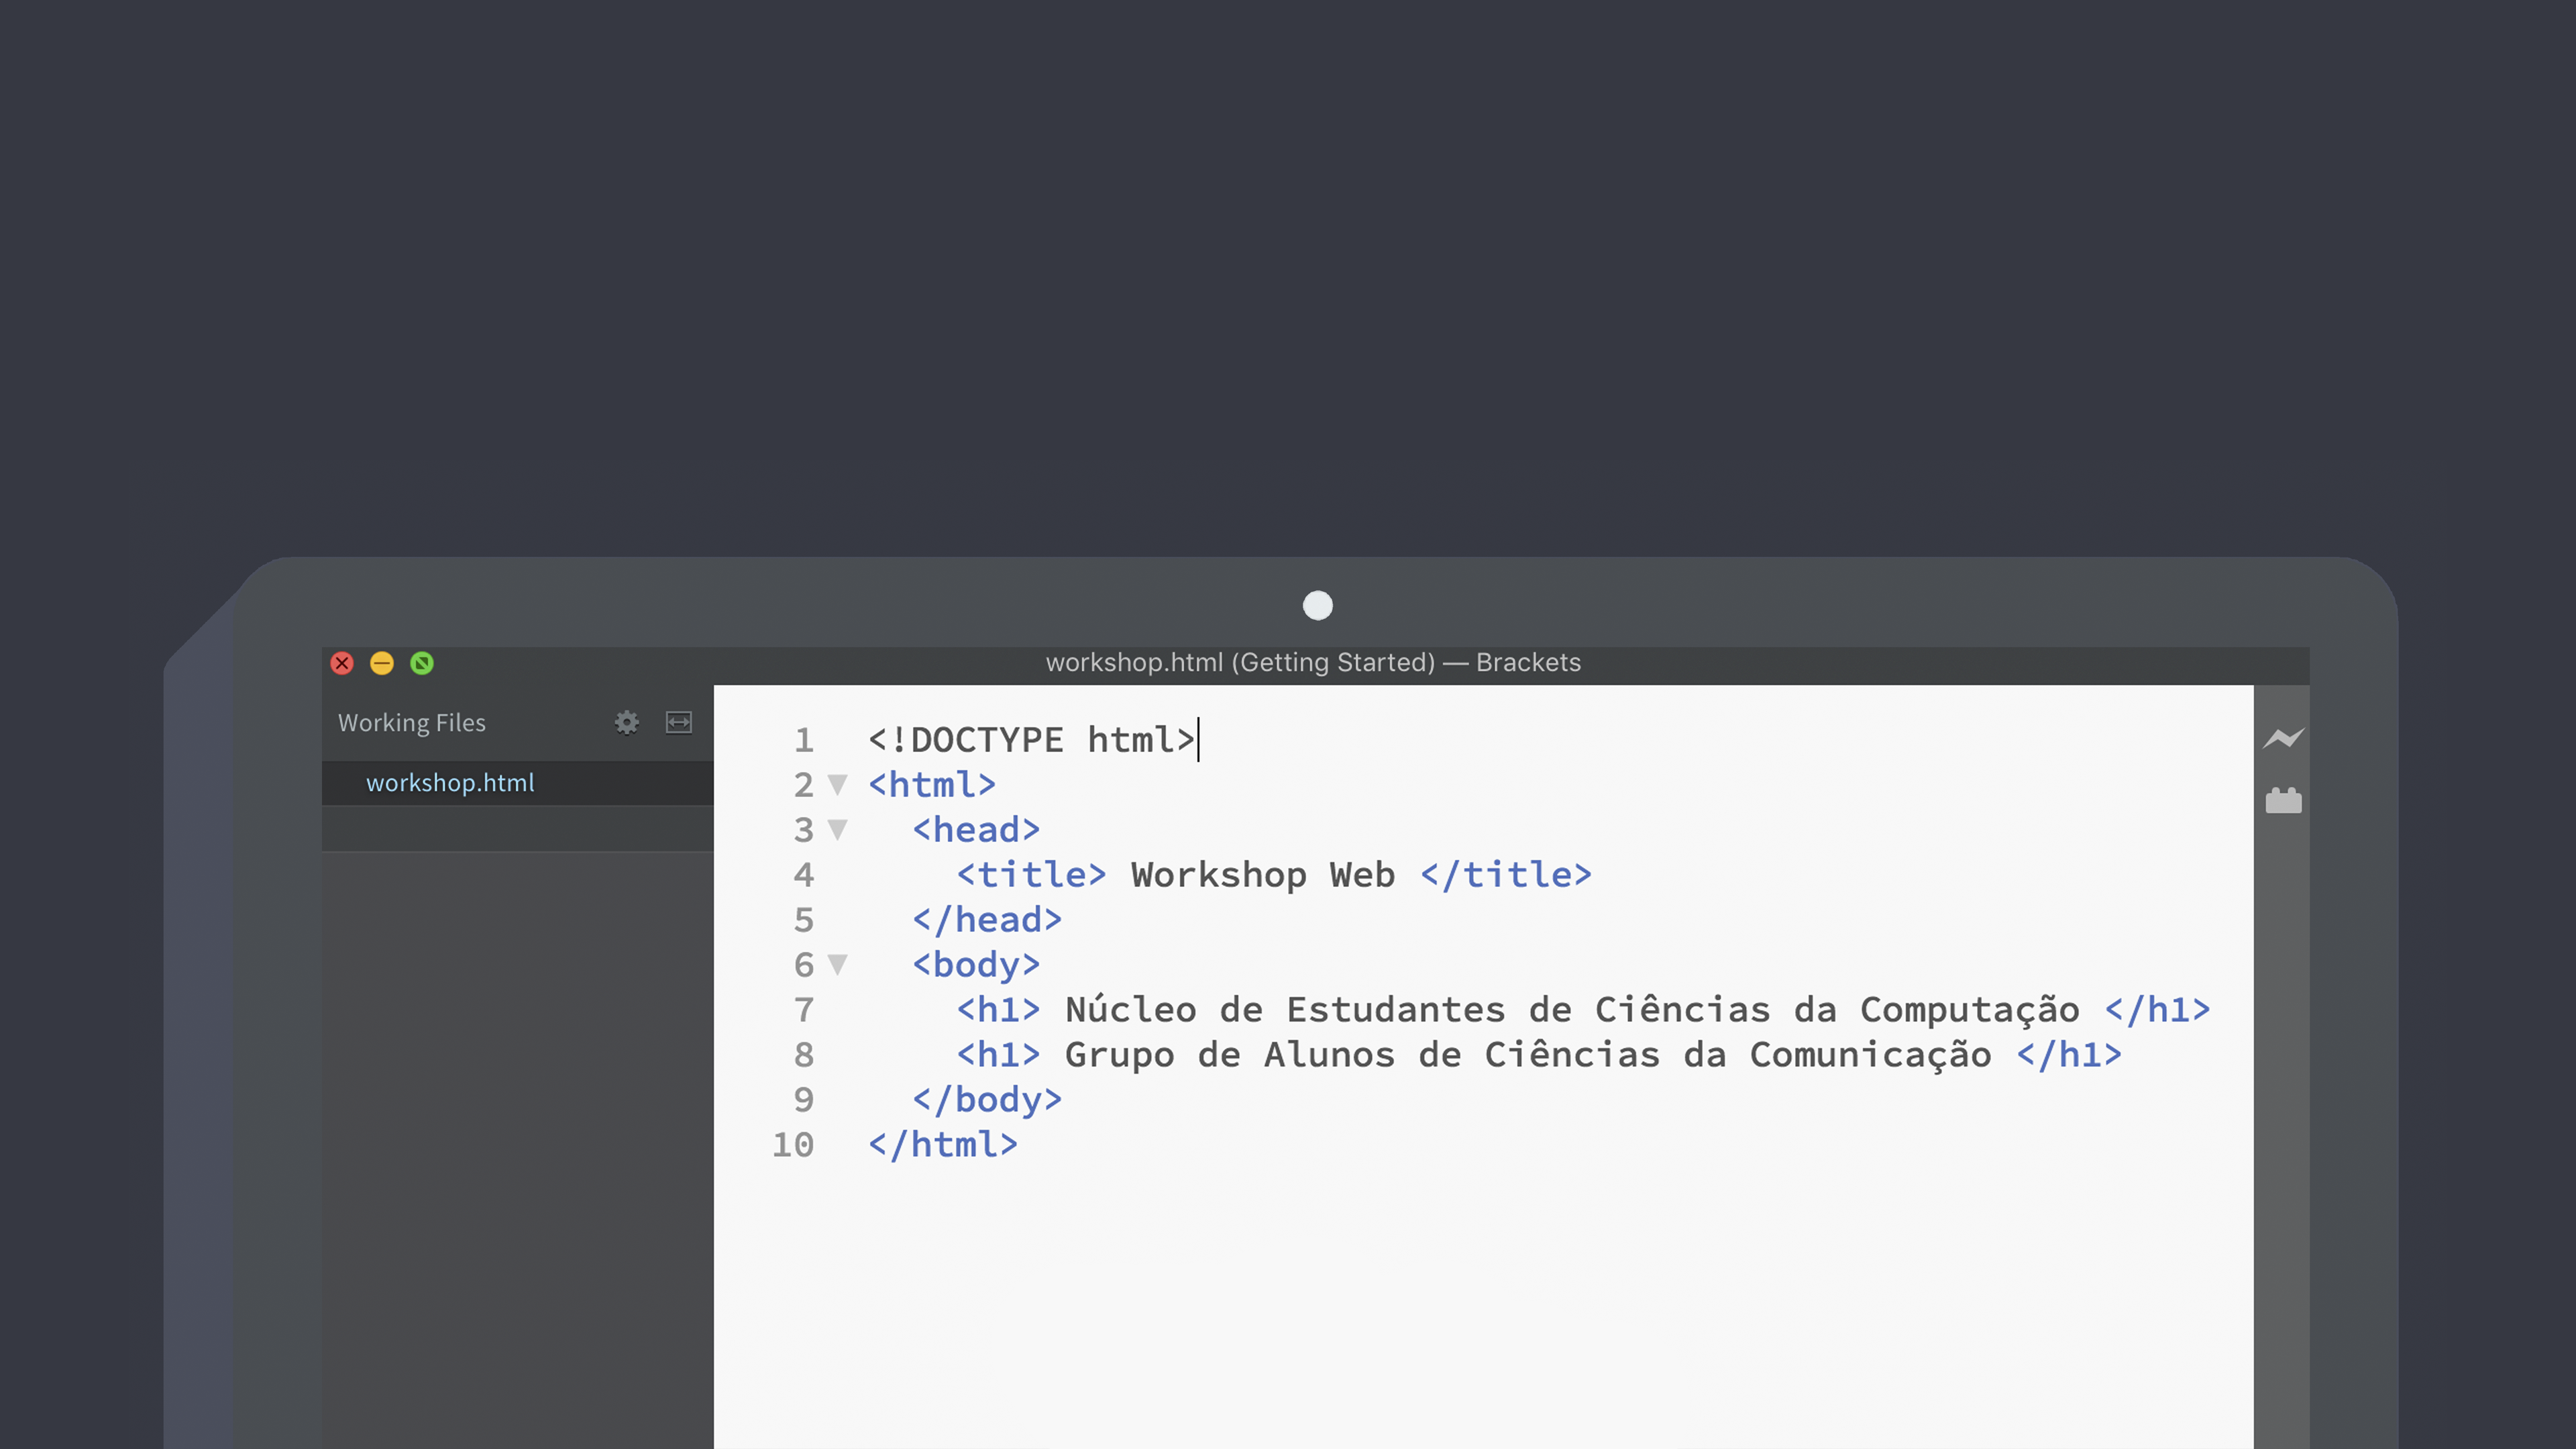 workshop.html (Getting Started) — Brackets
Working Files
workshop.html
1 <!DOCTYPE html>
2 <html>
3 <head>
4 <title> Workshop Web </title>
5 </head>
6 <body>
7 <h1> Núcleo de Estudantes de Ciências da Computação </h1>
8 <h1> Grupo de Alunos de Ciências da Comunicação </h1>
9 </body>
10 </html>